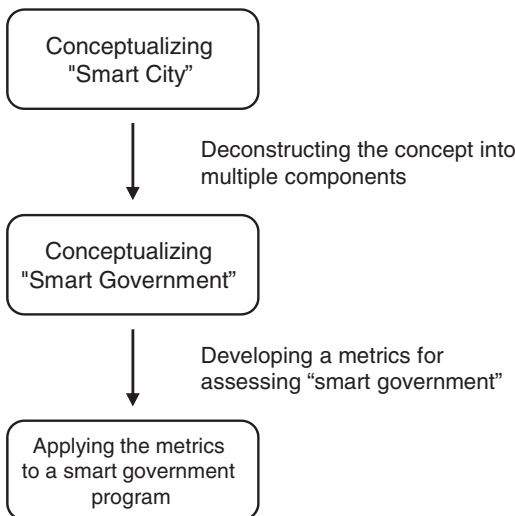 Conceptualizing
"Smart City”
Deconstructing the concept into
multiple components
Conceptualizing
"Smart Government”
Developing a metrics for
assessing “smart government”
Applying the metrics
to a smart government
program